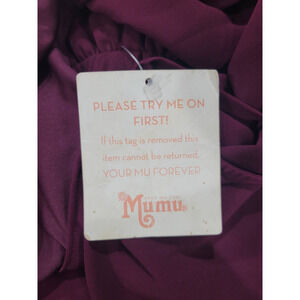 PLEASE TRY ME ON
FIRST!
If this tag is removed this
item cannot be returned.
YOUR MU FOREVER
Mumu